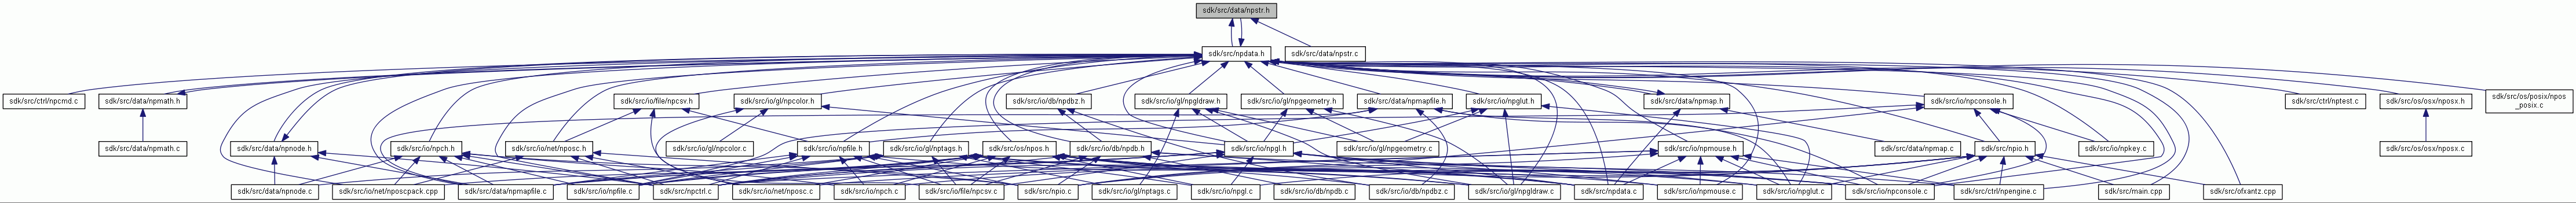 sdk/src/data/npstr.h
sdk/src/npdata.h
sdk/src/data/npstr.c
sdk/src/ctrl/npcmd.c
sdk/src/data/npmath.h
sdk/src/io/file/npcsv.h
sdk/src/io/gl/npcolor.h
sdk/src/io/db/npdbz.h
sdk/src/io/gl/npgldraw.h
sdk/src/io/gl/npgeometry.h
sdk/src/data/npmapfile.h
sdk/src/io/npglut.h
sdk/src/data/npmap.h
sdk/src/io/npconsole.h
sdk/src/ctrl/nptest.c
sdk/src/os/osx/nposx.h
sdk/src/os/posix/npos
_posix.c
sdk/src/data/npmath.c
sdk/src/data/npnode.h
sdk/src/io/npch.h
sdk/src/io/net/nposc.h
sdk/src/io/gl/npcolor.c
sdk/src/io/npfile.h
sdk/src/io/gl/nptags.h
sdk/src/os/npos.h
sdk/src/io/db/npdb.h
sdk/src/io/npgl.h
sdk/src/io/gl/npgeometry.c
sdk/src/io/npmouse.h
sdk/src/data/npmap.c
sdk/src/npio.h
sdk/src/io/npkey.c
sdk/src/os/osx/nposx.c
sdk/src/data/npnode.c
sdk/src/io/net/nposcpack.cpp
sdk/src/data/npmapfile.c
sdk/src/io/npfile.c
sdk/src/npctrl.c
sdk/src/io/net/nposc.c
sdk/src/io/npch.c
sdk/src/io/file/npcsv.c
sdk/src/npio.c
sdk/src/io/gl/nptags.c
sdk/src/io/npgl.c
sdk/src/io/db/npdb.c
sdk/src/io/db/npdbz.c
sdk/src/io/gl/npgldraw.c
sdk/src/npdata.c
sdk/src/io/npmouse.c
sdk/src/io/npglut.c
sdk/src/io/npconsole.c
sdk/src/ctrl/npengine.c
sdk/src/main.cpp
sdk/src/ofxantz.cpp